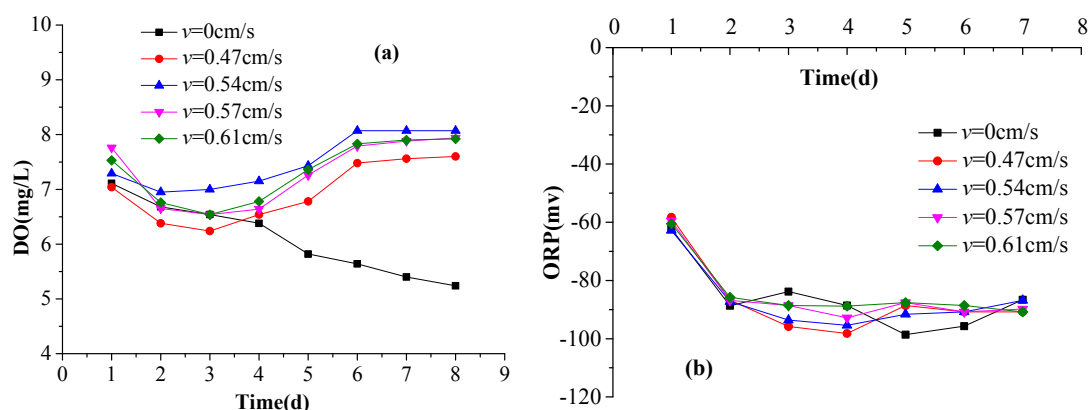 10
9
8
7
6
5
4
DO(mg/L)
v=0cm/s
v=0.47cm/s
v=0.54cm/s
v=0.57cm/s
v=0.61cm/s
(a)
0 1 2 3 4 5 6 7 8 9
Time(d)
0 1 2 3 4 5 6 7 8
Time(d)
0
-20
-40
-60
-80
-100
-120
ORP(mv)
v=0cm/s
v=0.47cm/s
v=0.54cm/s
v=0.57cm/s
v=0.61cm/s
(b)